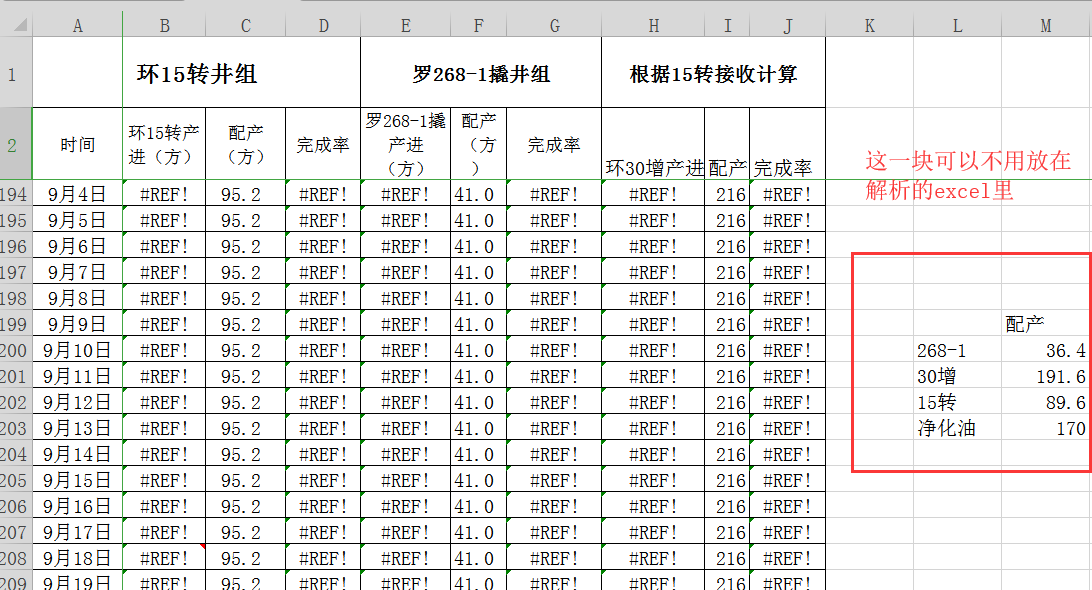 A B C D E F G H I J K L M
1 环15转井组 罗268-1撬井组 根据15转接收计算
2 时间 环15转产进（方） 配产（方） 完成率 罗268-1撬产进（方） 配产（方） 完成率 环30增产进 配产 完成率
这一块可以不用放在
解析的excel里
194 9月4日 #REF! 95.2 #REF! #REF! 41.0 #REF! #REF! 216 #REF!
195 9月5日 #REF! 95.2 #REF! #REF! 41.0 #REF! #REF! 216 #REF!
196 9月6日 #REF! 95.2 #REF! #REF! 41.0 #REF! #REF! 216 #REF!
197 9月7日 #REF! 95.2 #REF! #REF! 41.0 #REF! #REF! 216 #REF!
198 9月8日 #REF! 95.2 #REF! #REF! 41.0 #REF! #REF! 216 #REF!
199 9月9日 #REF! 95.2 #REF! #REF! 41.0 #REF! #REF! 216 #REF! 配产
200 9月10日 #REF! 95.2 #REF! #REF! 41.0 #REF! #REF! 216 #REF! 268-1 36.4
201 9月11日 #REF! 95.2 #REF! #REF! 41.0 #REF! #REF! 216 #REF! 30增 191.6
202 9月12日 #REF! 95.2 #REF! #REF! 41.0 #REF! #REF! 216 #REF! 15转 89.6
203 9月13日 #REF! 95.2 #REF! #REF! 41.0 #REF! #REF! 216 #REF! 净化油 170
204 9月14日 #REF! 95.2 #REF! #REF! 41.0 #REF! #REF! 216 #REF!
205 9月15日 #REF! 95.2 #REF! #REF! 41.0 #REF! #REF! 216 #REF!
206 9月16日 #REF! 95.2 #REF! #REF! 41.0 #REF! #REF! 216 #REF!
207 9月17日 #REF! 95.2 #REF! #REF! 41.0 #REF! #REF! 216 #REF!
208 9月18日 #REF! 95.2 #REF! #REF! 41.0 #REF! #REF! 216 #REF!
209 9月19日 #REF! 95.2 #REF! #REF! 41.0 #REF! #REF! 216 #REF!